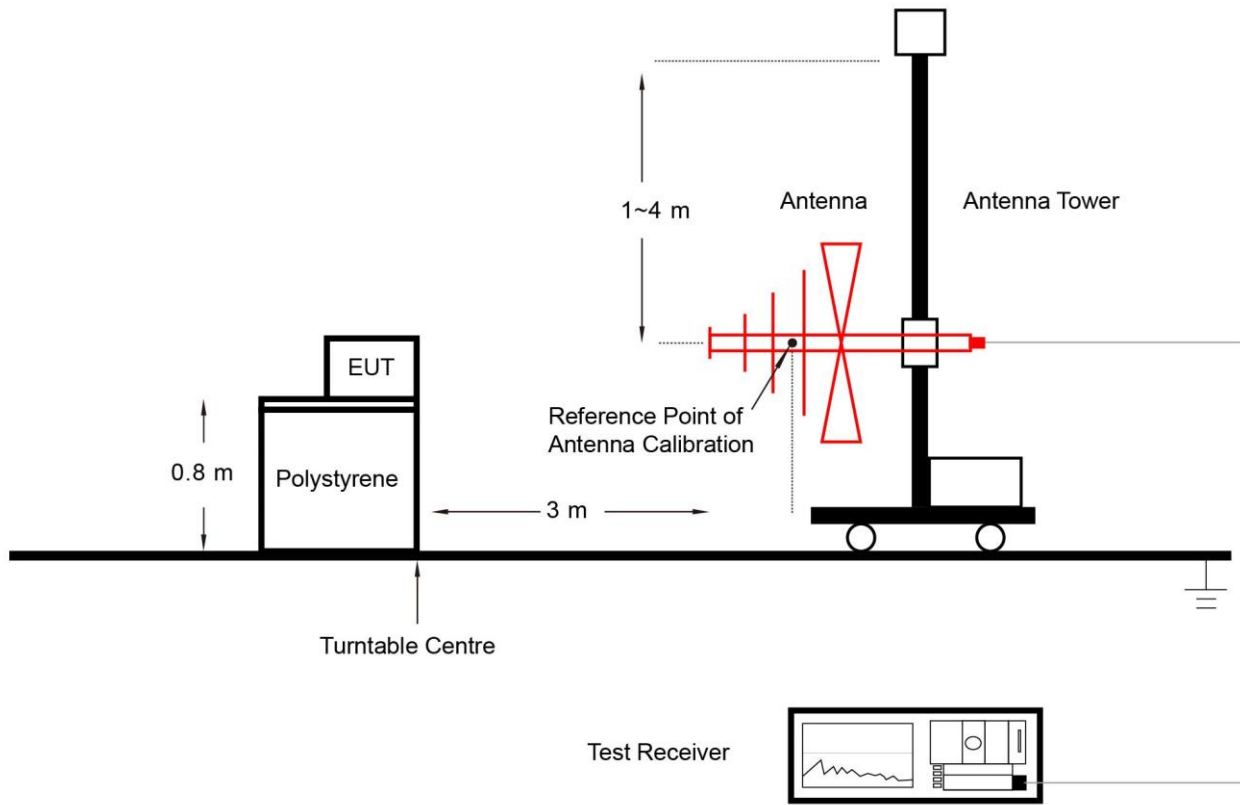 1~4 m
Antenna
Antenna Tower
EUT
Reference Point of
Antenna Calibration
0.8 m
Polystyrene
3 m
Turntable Centre
Test Receiver